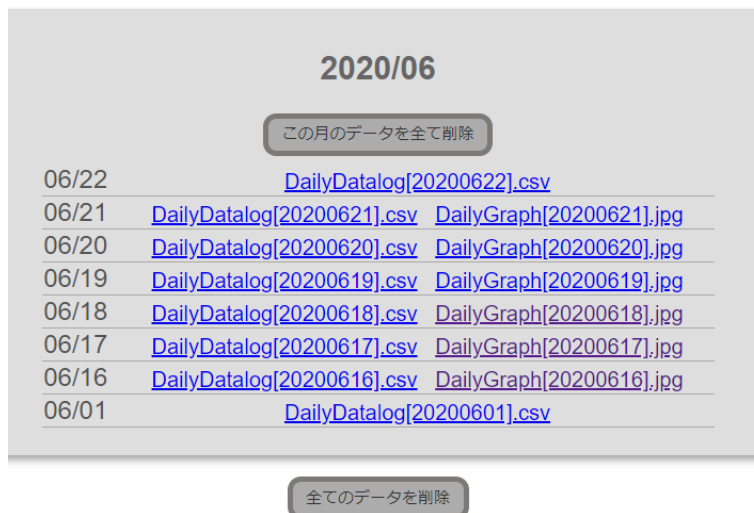 2020/06
この月のデータを全て削除
06/22 DailyDatalog[20200622].csv
06/21 DailyDatalog[20200621].csv DailyGraph[20200621].jpg
06/20 DailyDatalog[20200620].csv DailyGraph[20200620].jpg
06/19 DailyDatalog[20200619].csv DailyGraph[20200619].jpg
06/18 DailyDatalog[20200618].csv DailyGraph[20200618].jpg
06/17 DailyDatalog[20200617].csv DailyGraph[20200617].jpg
06/16 DailyDatalog[20200616].csv DailyGraph[20200616].jpg
06/01 DailyDatalog[20200601].csv
全てのデータを削除